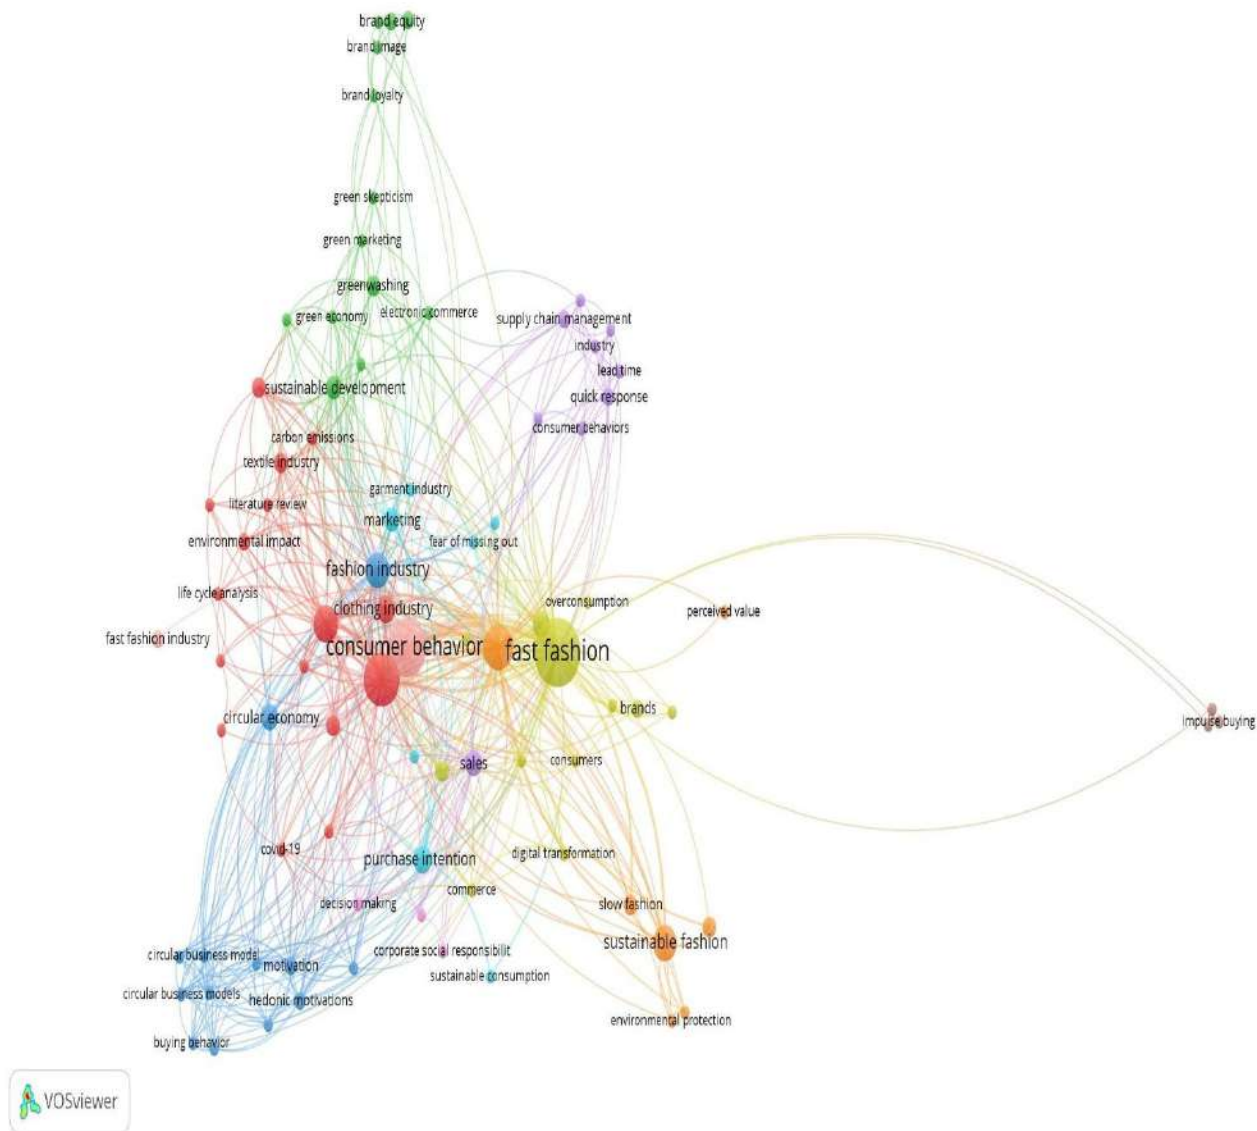 brand equity
brand image
brand loyalty
green skepticism
green marketing
greenwashing
green economy
electronic commerce
supply chain management
industry
lead time
sustainable development
quick response
consumer behaviors
carbon emissions
textile industry
garment industry
literature review
marketing
environmental impact
fear of missing out
fashion industry
life cycle analysis
overconsumption
clothing industry
perceived value
fast fashion industry
consumer behavior
fast fashion
brands
circular economy
impulse buying
sales
consumers
covid-19
purchase intention
digital transformation
commerce
decision making
slow fashion
sustainable fashion
corporate social responsibilit
circular business model
motivation
sustainable consumption
circular business models
hedonic motivations
environmental protection
buying behavior
VOSviewer